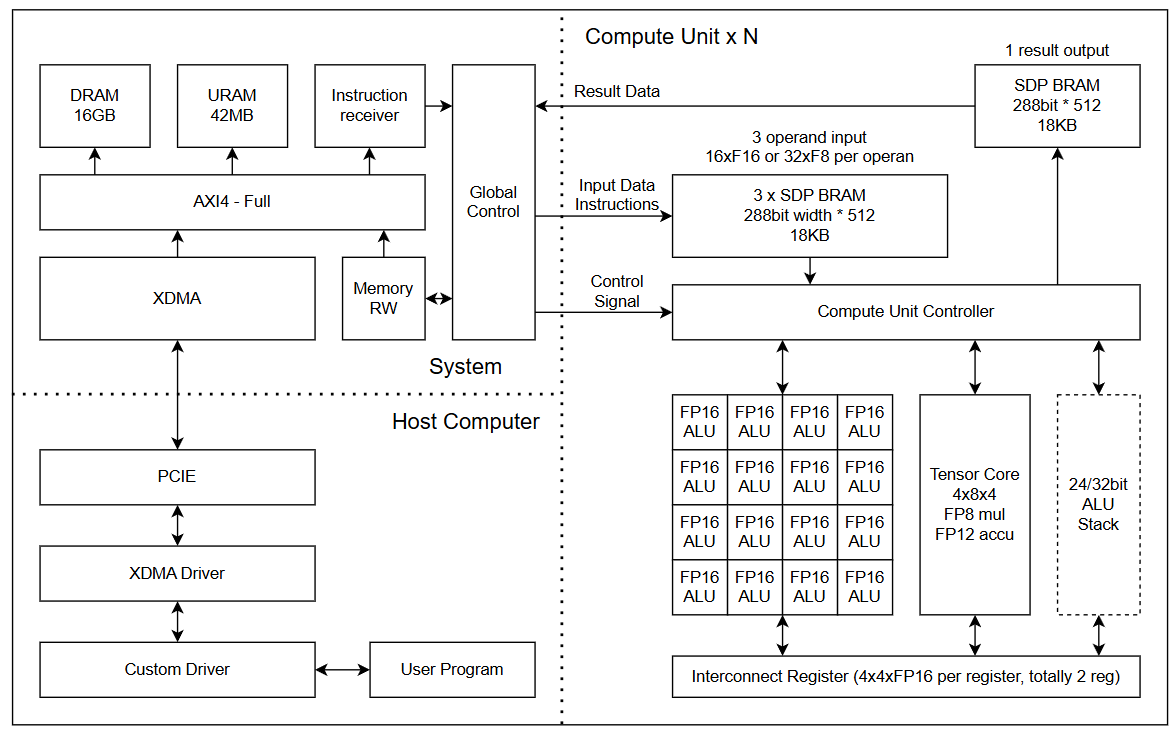 Compute Unit x N
1 result output
DRAM
16GB
URAM
42MB
Instruction
receiver
Global
Control
Result Data
SDP BRAM
288bit * 512
18KB
3 operand input
16xF16 or 32xF8 per operan
AXI4 - Full
Input Data
Instructions
3 x SDP BRAM
288bit width * 512
18KB
XDMA
Memory
RW
Control
Signal
Compute Unit Controller
System
Host Computer
PCIE
XDMA Driver
Custom Driver
User Program
FP16
ALU
FP16
ALU
FP16
ALU
FP16
ALU
FP16
ALU
FP16
ALU
FP16
ALU
FP16
ALU
FP16
ALU
FP16
ALU
FP16
ALU
FP16
ALU
FP16
ALU
FP16
ALU
FP16
ALU
FP16
ALU
Tensor Core
4x8x4
FP8 mul
FP12 accu
24/32bit
ALU
Stack
Interconnect Register (4x4xFP16 per register, totally 2 reg)